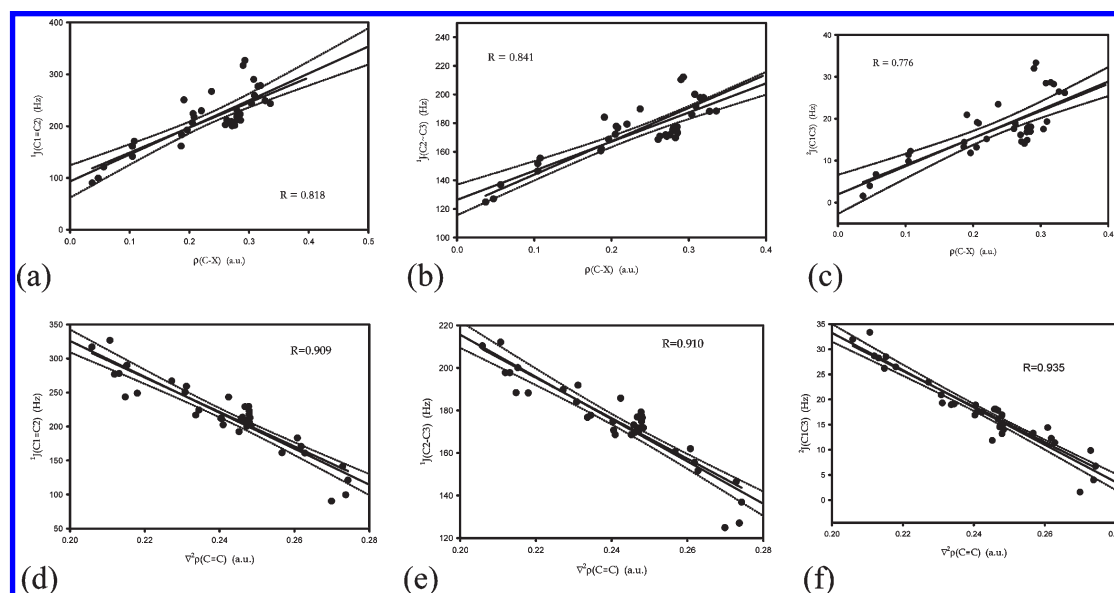 400
300
200
100
0
0.0 0.1 0.2 0.3 0.4 0.5
¹J(C1=C2) (Hz)
ρ(C-X) (a.u.)
R = 0.818
(a)
260
240
220
200
180
160
140
120
100
0.0 0.1 0.2 0.3 0.4
¹J(C2-C3) (Hz)
ρ(C-X) (a.u.)
R = 0.841
(b)
40
30
20
10
0
0.0 0.1 0.2 0.3 0.4
²J(C1C3) (Hz)
ρ(C-X) (a.u.)
R = 0.776
(c)
350
300
250
200
150
100
50
0.20 0.22 0.24 0.26 0.28
¹J(C1=C2) (Hz)
∇²ρ(C=C) (a.u.)
R=0.909
(d)
220
200
180
160
140
120
0.20 0.22 0.24 0.26 0.28
¹J(C2-C3) (Hz)
∇²ρ(C=C) (a.u.)
R=0.910
(e)
35
30
25
20
15
10
5
0
0.20 0.22 0.24 0.26 0.28
²J(C1C3) (Hz)
∇²ρ(C=C) (a.u.)
R=0.935
(f)